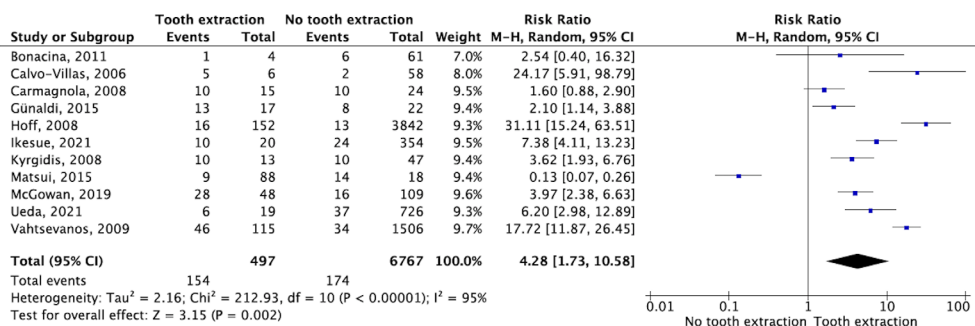 Tooth extraction No tooth extraction Risk Ratio Risk Ratio
Study or Subgroup Events Total Events Total Weight M-H, Random, 95% CI M-H, Random, 95% CI
Bonacina, 2011 1 4 6 61 7.0% 2.54 [0.40, 16.32]
Calvo-Villas, 2006 5 6 2 58 8.0% 24.17 [5.91, 98.79]
Carmagnola, 2008 10 15 10 24 9.5% 1.60 [0.88, 2.90]
Günaldi, 2015 13 17 8 22 9.5% 2.10 [1.14, 3.88]
Hoff, 2008 16 152 13 3842 9.3% 31.11 [15.24, 63.51]
Ikesue, 2021 10 20 24 354 9.5% 7.38 [4.11, 13.23]
Kyrgidis, 2008 10 13 10 47 9.4% 3.62 [1.93, 6.76]
Matsui, 2015 9 88 14 18 9.4% 0.13 [0.07, 0.26]
McGowan, 2019 28 48 16 109 9.6% 3.97 [2.38, 6.63]
Ueda, 2021 6 19 37 726 9.3% 6.20 [2.98, 12.89]
Vahtsevanos, 2009 46 115 34 1506 9.7% 17.72 [11.87, 26.45]
Total (95% CI) 497 6767 100.0% 4.28 [1.73, 10.58]
Total events 154 174
Heterogeneity: Tau² = 2.16; Chi² = 212.93, df = 10 (P < 0.00001); I² = 95%
Test for overall effect: Z = 3.15 (P = 0.002)
0.01 0.1 1 10 100
No tooth extraction Tooth extraction